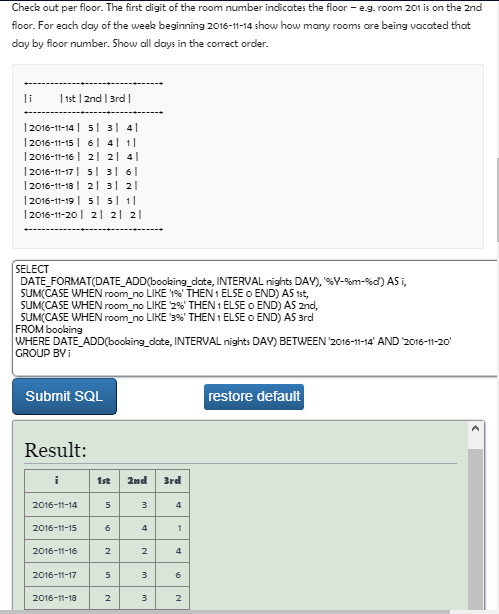 Check out per floor. The first digit of the room number indicates the floor – e.g. room 201 is on the 2nd
floor. For each day of the week beginning 2016-11-14 show how many rooms are being vacated that
day by floor number. Show all days in the correct order.
+------------+-----+-----+-----+
| i | 1st | 2nd | 3rd |
+------------+-----+-----+-----+
| 2016-11-14 | 5 | 3 | 4 |
| 2016-11-15 | 6 | 4 | 1 |
| 2016-11-16 | 2 | 2 | 4 |
| 2016-11-17 | 5 | 3 | 6 |
| 2016-11-18 | 2 | 3 | 2 |
| 2016-11-19 | 5 | 5 | 1 |
| 2016-11-20 | 2 | 2 | 2 |
+------------+-----+-----+-----+
SELECT
DATE_FORMAT(DATE_ADD(booking_date, INTERVAL nights DAY), '%Y-%m-%d') AS i,
SUM(CASE WHEN room_no LIKE '1%' THEN 1 ELSE 0 END) AS 1st,
SUM(CASE WHEN room_no LIKE '2%' THEN 1 ELSE 0 END) AS 2nd,
SUM(CASE WHEN room_no LIKE '3%' THEN 1 ELSE 0 END) AS 3rd
FROM booking
WHERE DATE_ADD(booking_date, INTERVAL nights DAY) BETWEEN '2016-11-14' AND '2016-11-20'
GROUP BY i
Submit SQL restore default
Result:
i 1st 2nd 3rd
2016-11-14 5 3 4
2016-11-15 6 4 1
2016-11-16 2 2 4
2016-11-17 5 3 6
2016-11-18 2 3 2